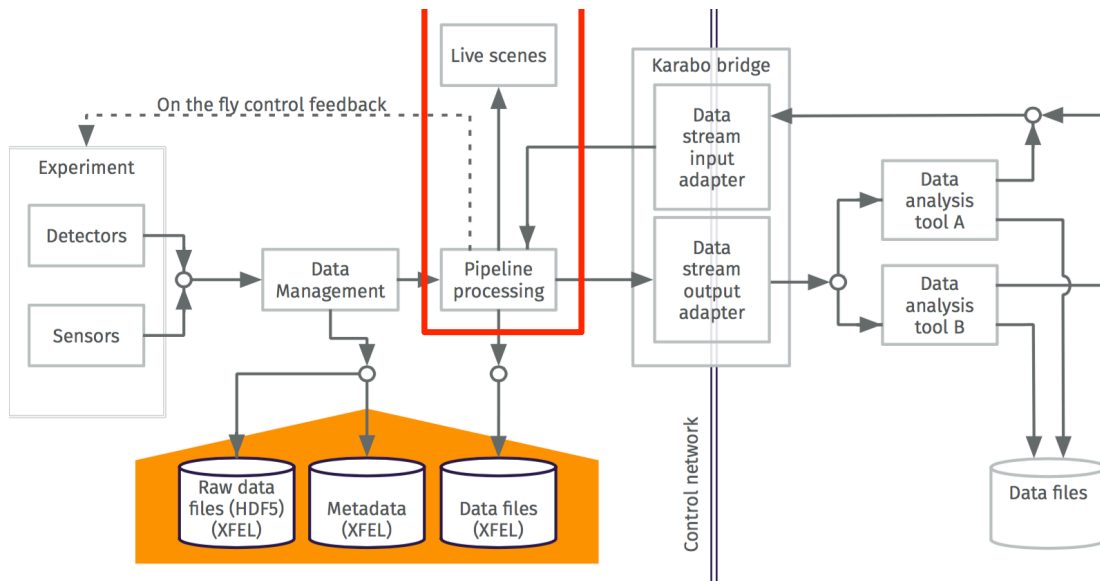 Live scenes
Karabo bridge
On the fly control feedback
Data
stream
input
adapter
Experiment
Detectors
Data
analysis
tool A
Data
Management
Pipeline
processing
Data
stream
output
adapter
Sensors
Data
analysis
tool B
Control network
Raw data
files (HDF5)
(XFEL)
Metadata
(XFEL)
Data files
(XFEL)
Data files